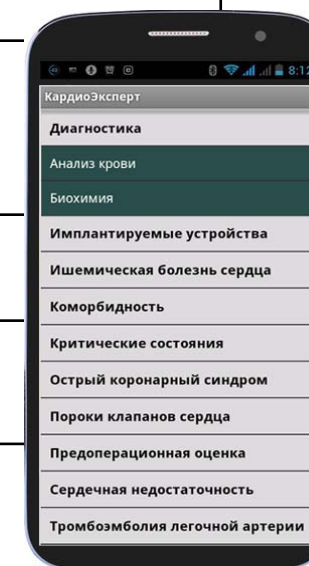 8:12
КардиоЭксперт
Диагностика
Анализ крови
Биохимия
Имплантируемые устройства
Ишемическая болезнь сердца
Коморбидность
Критические состояния
Острый коронарный синдром
Пороки клапанов сердца
Предоперационная оценка
Сердечная недостаточность
Тромбоэмболия легочной артерии